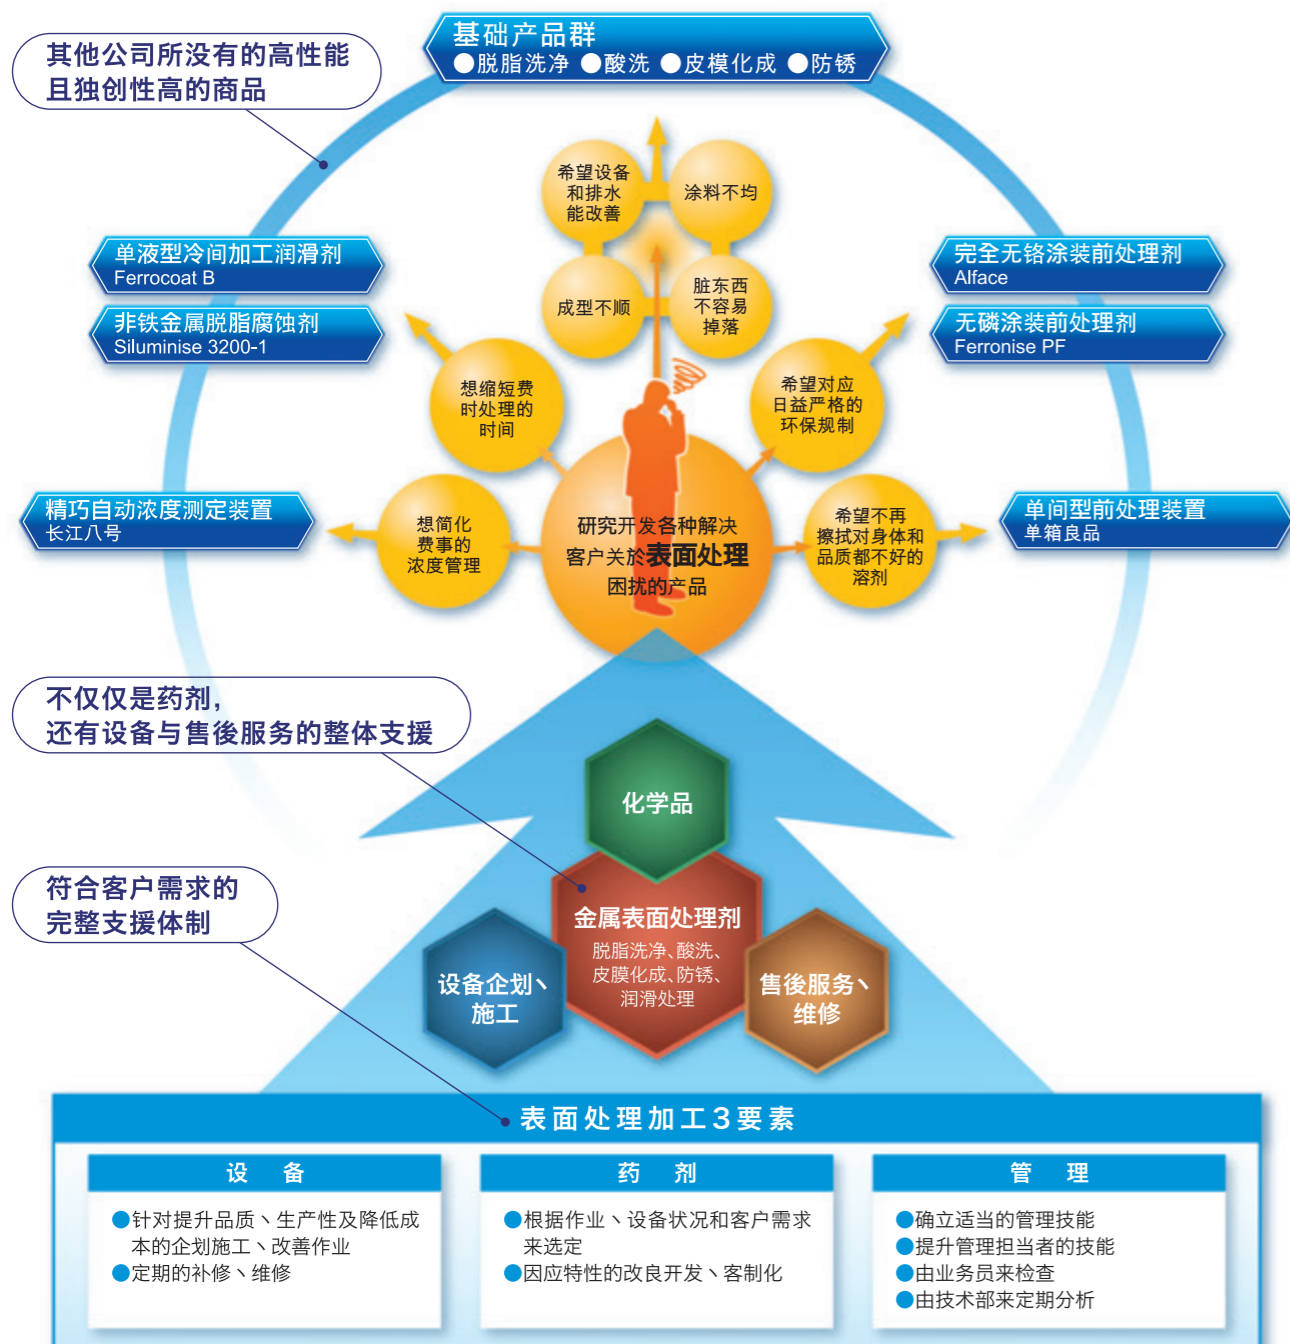 基础产品群
●脱脂洗净 ●酸洗 ●皮模化成 ●防锈
其他公司所没有的高性能
且独创性高的商品
希望设备
和排水
能改善
涂料不均
成型不顺
脏东西
不容易
掉落
单液型冷间加工润滑剂
Ferrocoat B
非铁金属脱脂腐蚀剂
Siluminise 3200-1
完全无铬涂装前处理剂
Alface
无磷涂装前处理剂
Ferronise PF
想缩短费
时处理的
时间
希望对应
日益严格的
环保规制
精巧自动浓度测定装置
长江八号
想简化
费事的
浓度管理
研究开发各种解决
客户关於表面处理
困扰的产品
希望不再
擦拭对身体和
品质都不好的
溶剂
单间型前处理装置
单箱良品
不仅仅是药剂,
还有设备与售後服务的整体支援
化学品
符合客户需求的
完整支援体制
金属表面处理剂
脱脂洗净、酸洗、
皮膜化成、防锈、
润滑处理
设备企划、
施工
售後服务、
维修
表面处理加工3要素
设 备
●针对提升品质、生产性及降低成
本的企划施工、改善作业
●定期的补修、维修
药 剂
●根据作业、设备状况和客户需求
来选定
●因应特性的改良开发、客制化
管 理
●确立适当的管理技能
●提升管理担当者的技能
●由业务员来检查
●由技术部来定期分析